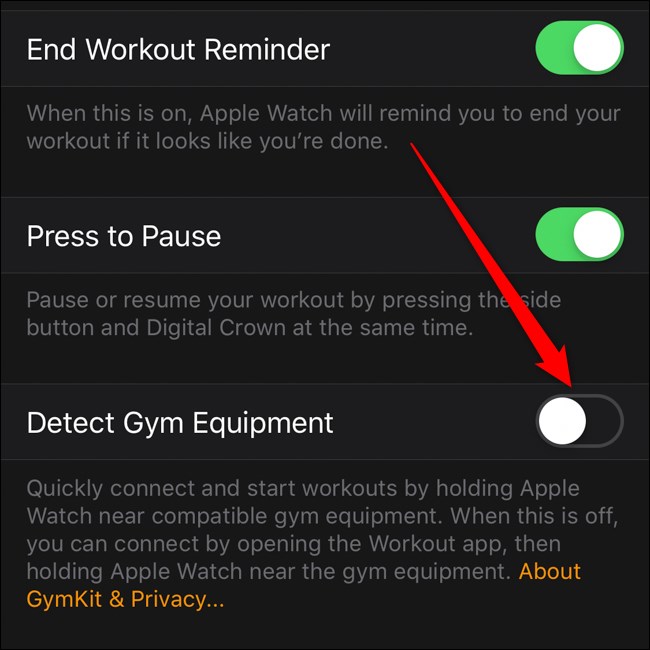 End Workout Reminder
When this is on, Apple Watch will remind you to end your
workout if it looks like you’re done.
Press to Pause
Pause or resume your workout by pressing the side
button and Digital Crown at the same time.
Detect Gym Equipment
Quickly connect and start workouts by holding Apple
Watch near compatible gym equipment. When this is off,
you can connect by opening the Workout app, then
holding Apple Watch near the gym equipment. About
GymKit & Privacy...